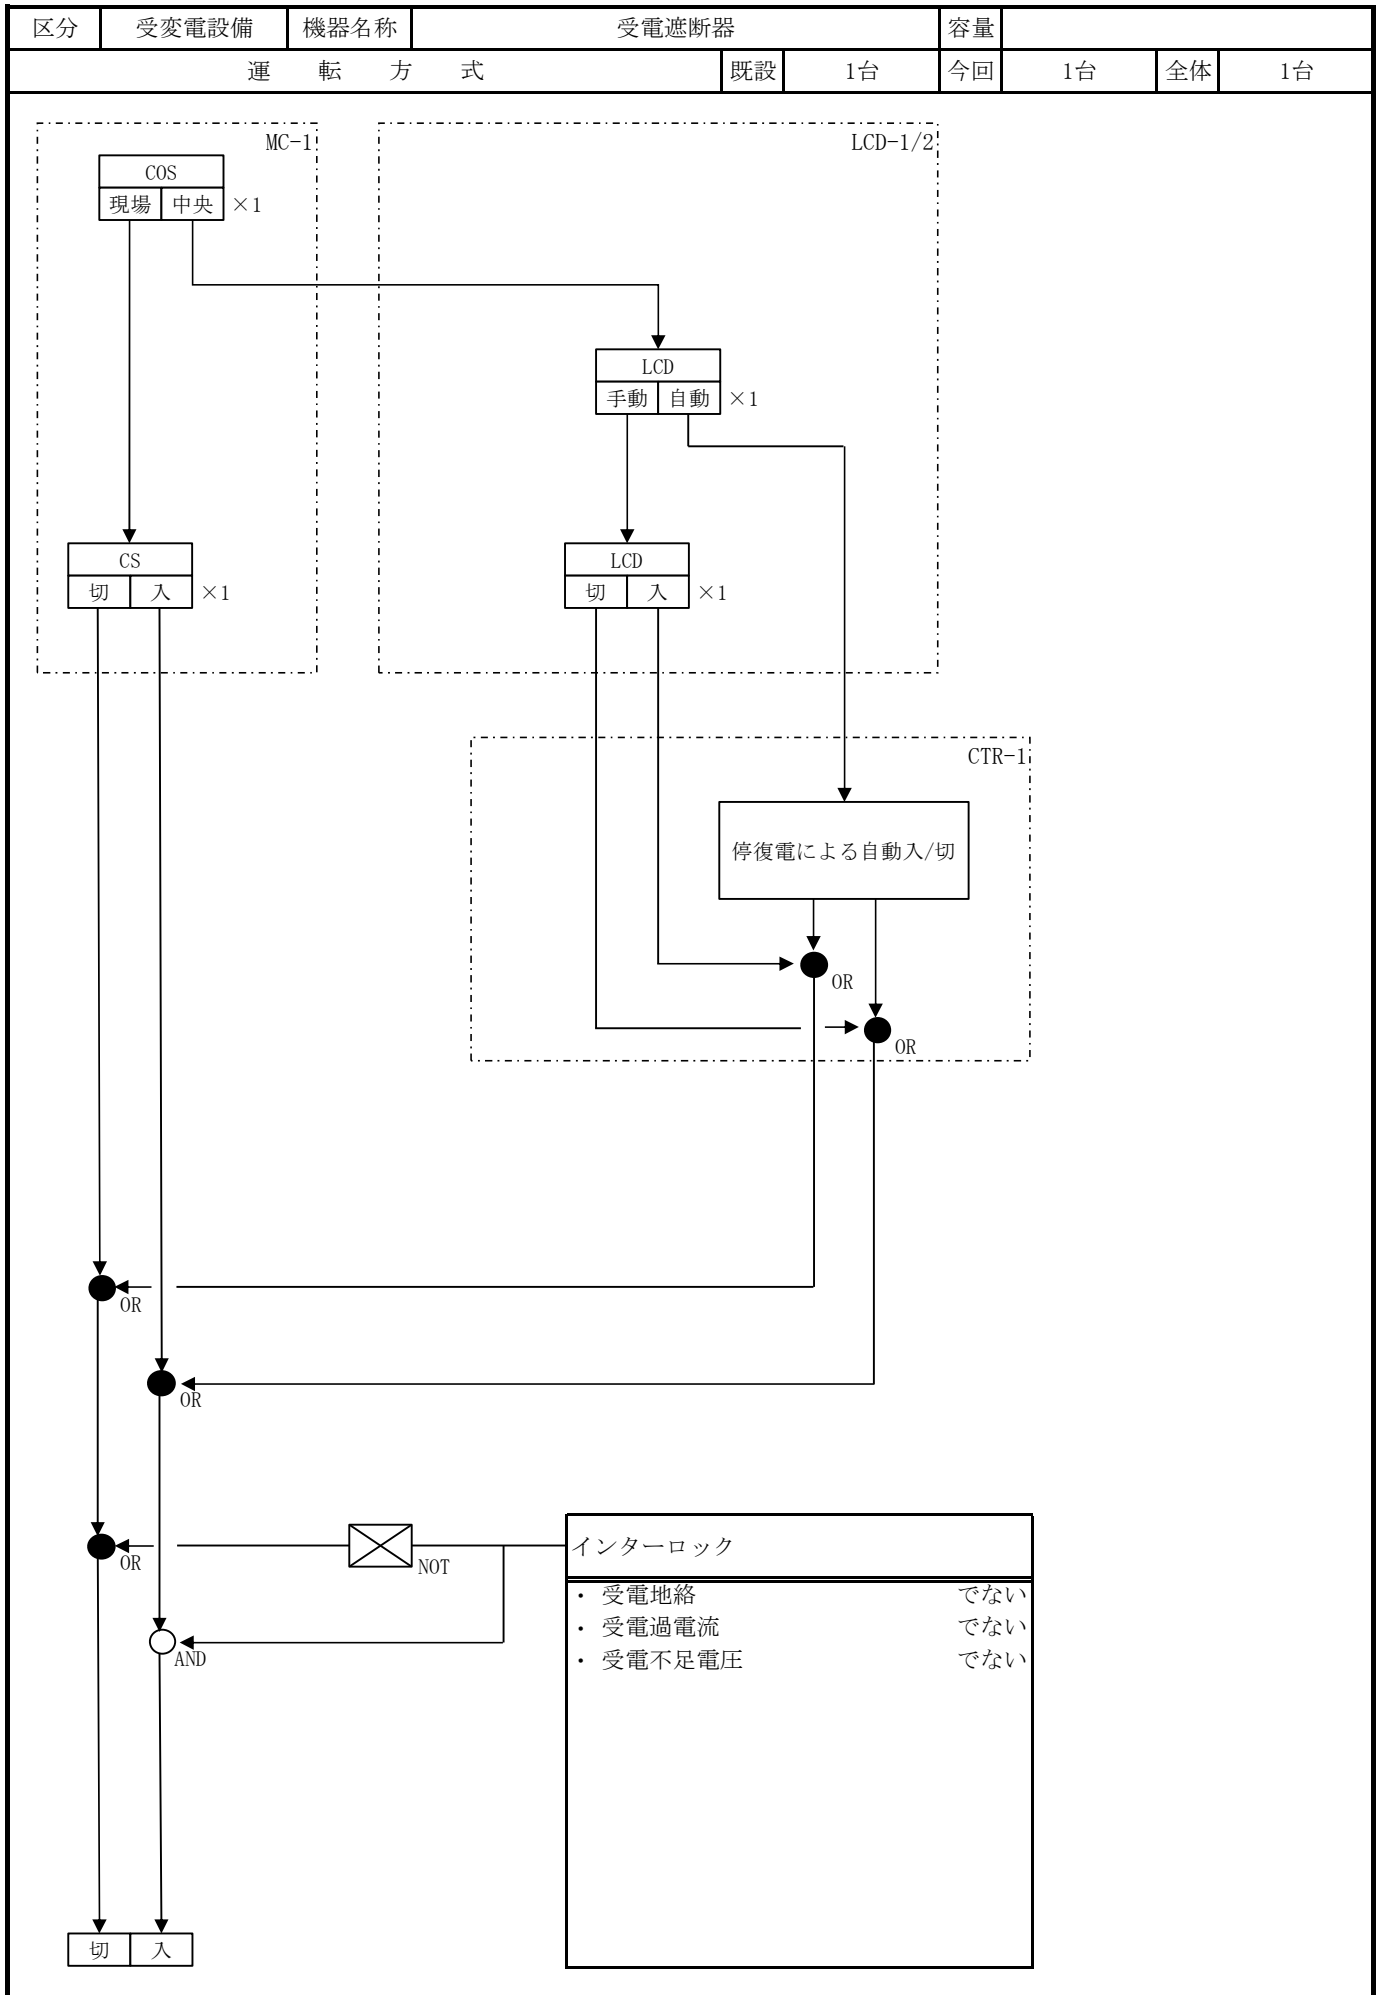 区分 受変電設備 機器名称 受電遮断器 容量
運転方式 既設 1台 今回 1台 全体 1台
MC-1 LCD-1/2
COS
現場 中央 ×1
LCD
手動 自動 ×1
CS LCD
切 入 ×1 切 入 ×1
CTR-1
停復電による自動入/切
OR
OR
OR
OR
インターロック
OR NOT
・ 受電地絡 でない
・ 受電過電流 でない
・ 受電不足電圧 でない
AND
切 入